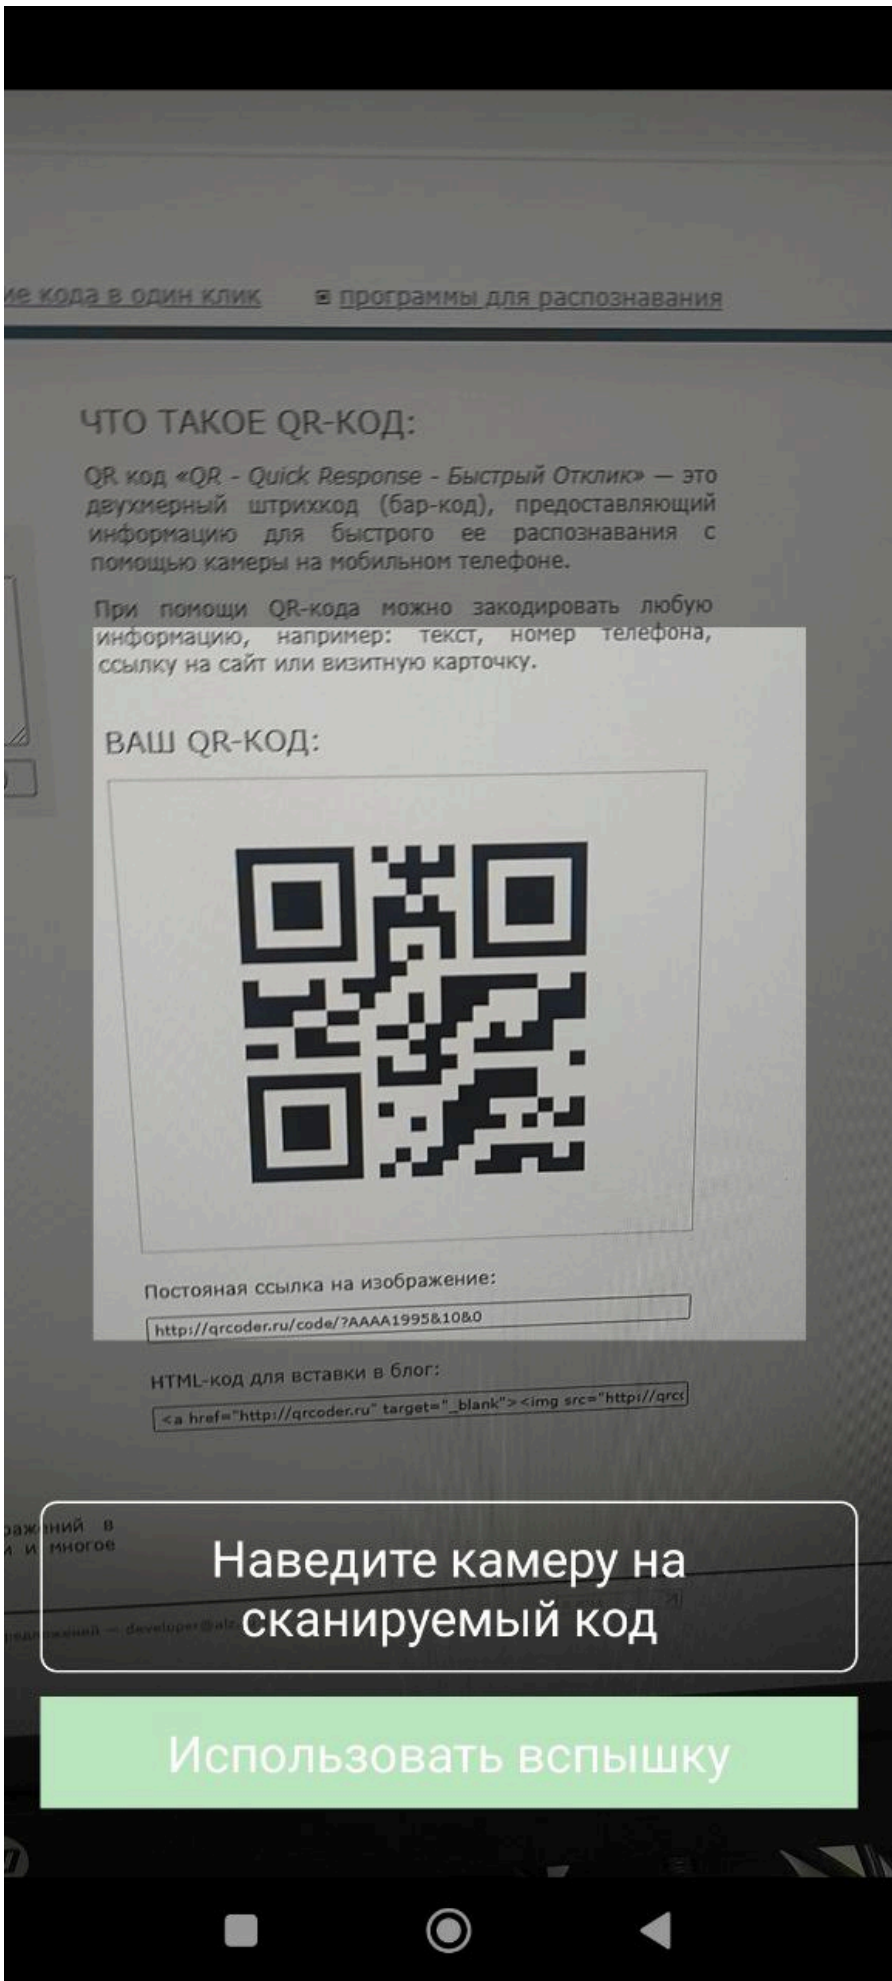 ие кода в один клик программы для распознавания
ЧТО ТАКОЕ QR-КОД:
QR код «QR - Quick Response - Быстрый Отклик» — это
двухмерный штрихкод (бар-код), предоставляющий
информацию для быстрого ее распознавания с
помощью камеры на мобильном телефоне.
При помощи QR-кода можно закодировать любую
информацию, например: текст, номер телефона,
ссылку на сайт или визитную карточку.
ВАШ QR-КОД:
Постояная ссылка на изображение:
http://qrcoder.ru/code/?AAAA1995&10&0
HTML-код для вставки в блог:
<a href="http://qrcoder.ru" target="_blank"><img src="http://qrc
ражений в
и и многое
Наведите камеру на
сканируемый код
Использовать вспышку